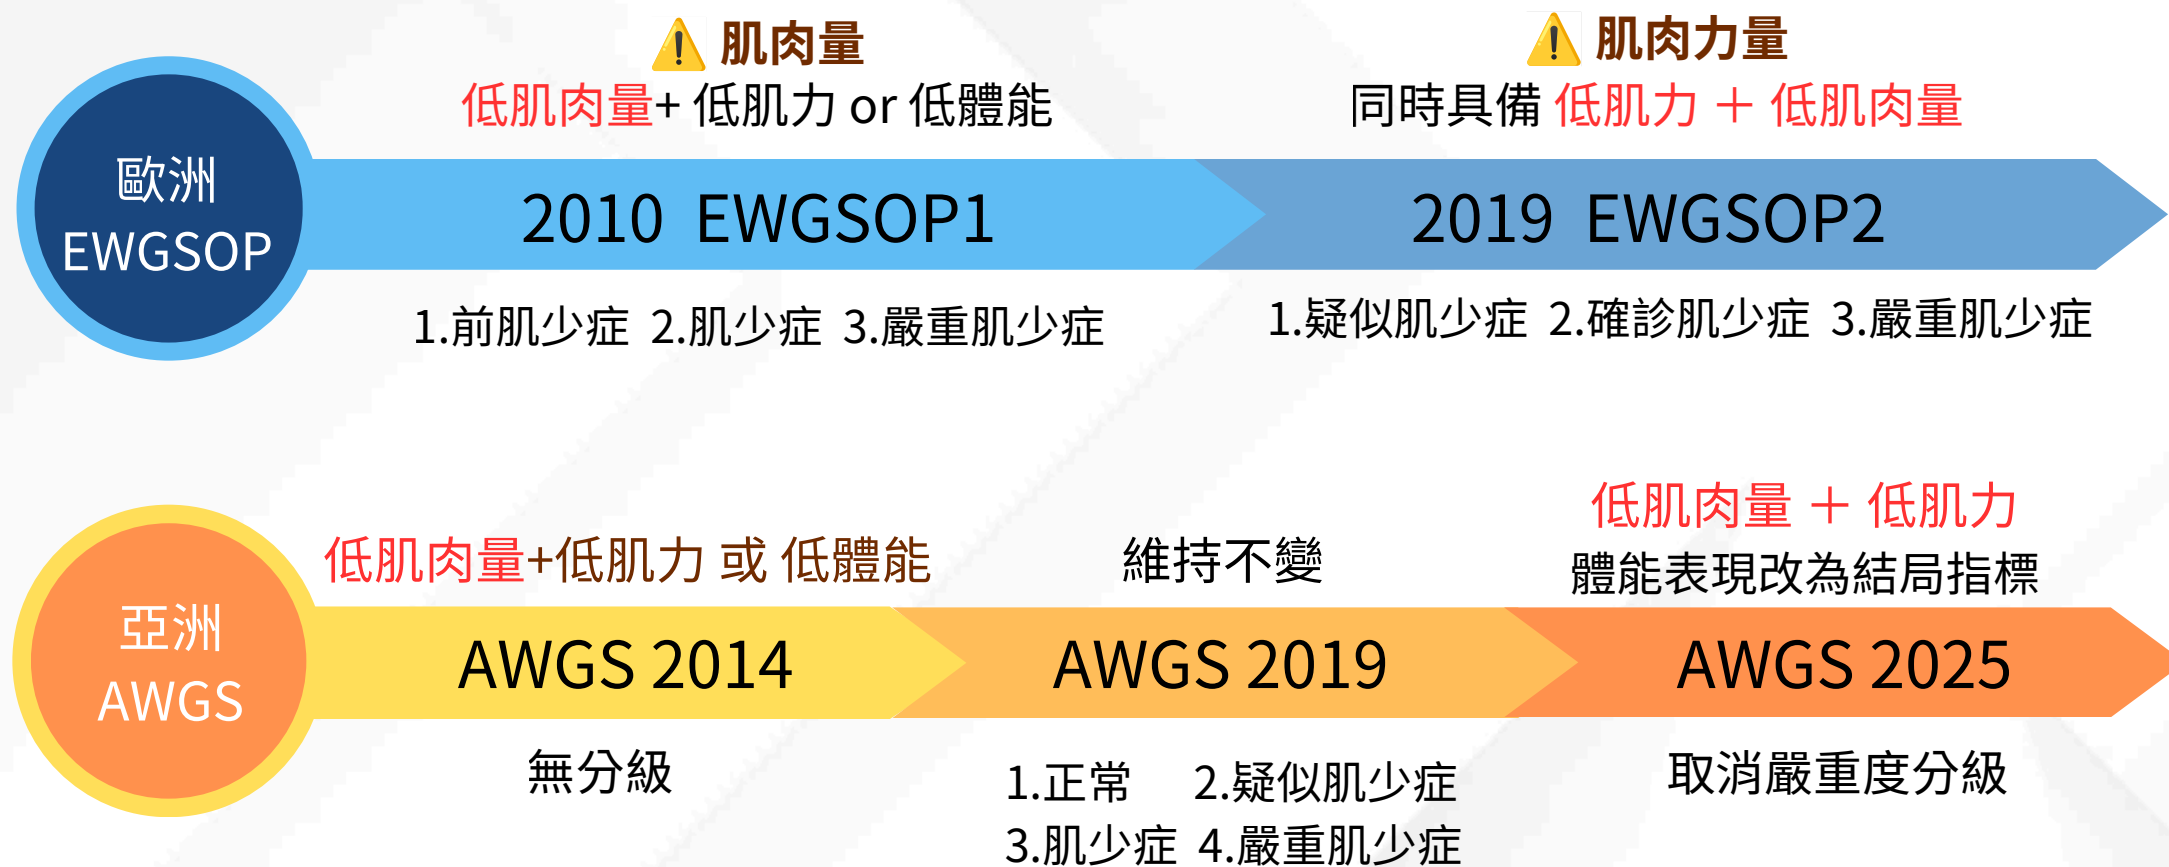 ⚠️ 肌肉量
低肌肉量+ 低肌力 or 低體能
⚠️ 肌肉力量
同時具備 低肌力 ＋ 低肌肉量
歐洲
EWGSOP
2010 EWGSOP1
2019 EWGSOP2
1.前肌少症 2.肌少症 3.嚴重肌少症
1.疑似肌少症 2.確診肌少症 3.嚴重肌少症
低肌肉量+低肌力 或 低體能
維持不變
低肌肉量 ＋ 低肌力
體能表現改為結局指標
亞洲
AWGS
AWGS 2014
AWGS 2019
AWGS 2025
無分級
1.正常 2.疑似肌少症
3.肌少症 4.嚴重肌少症
取消嚴重度分級